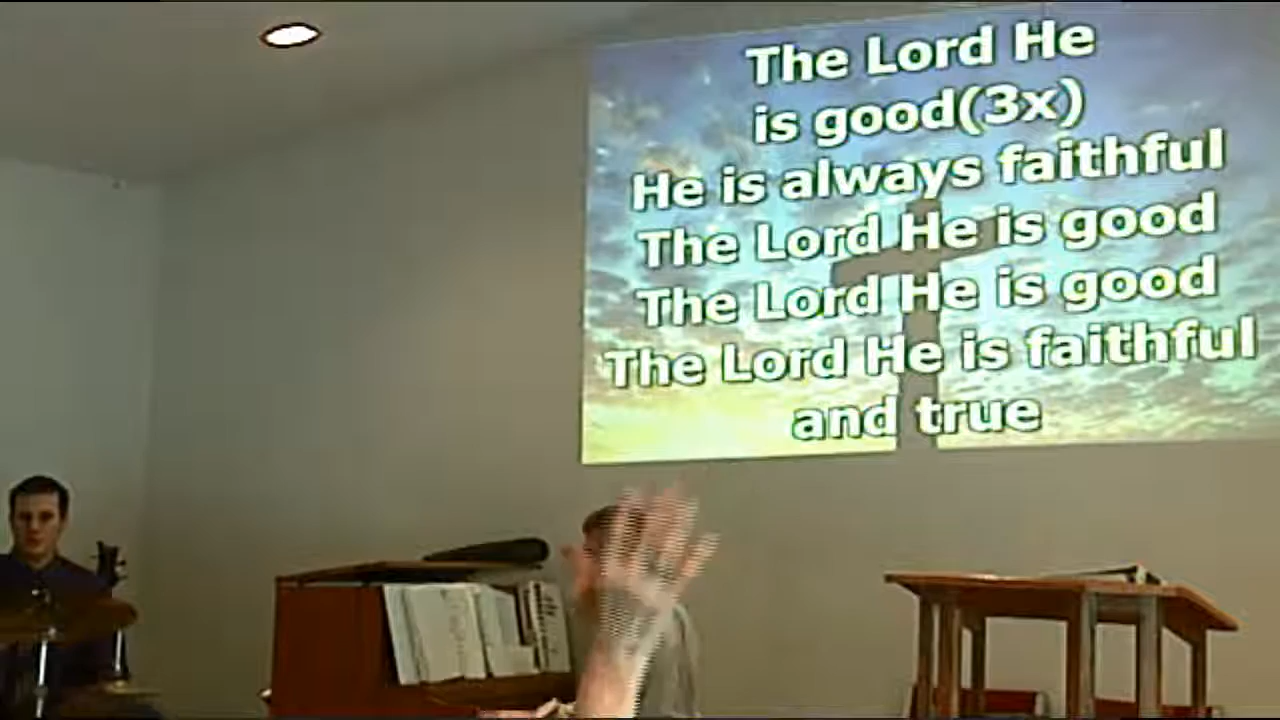 The Lord He
is good(3x)
He is always faithful
The Lord He is good
The Lord He is good
The Lord He is faithful
and true